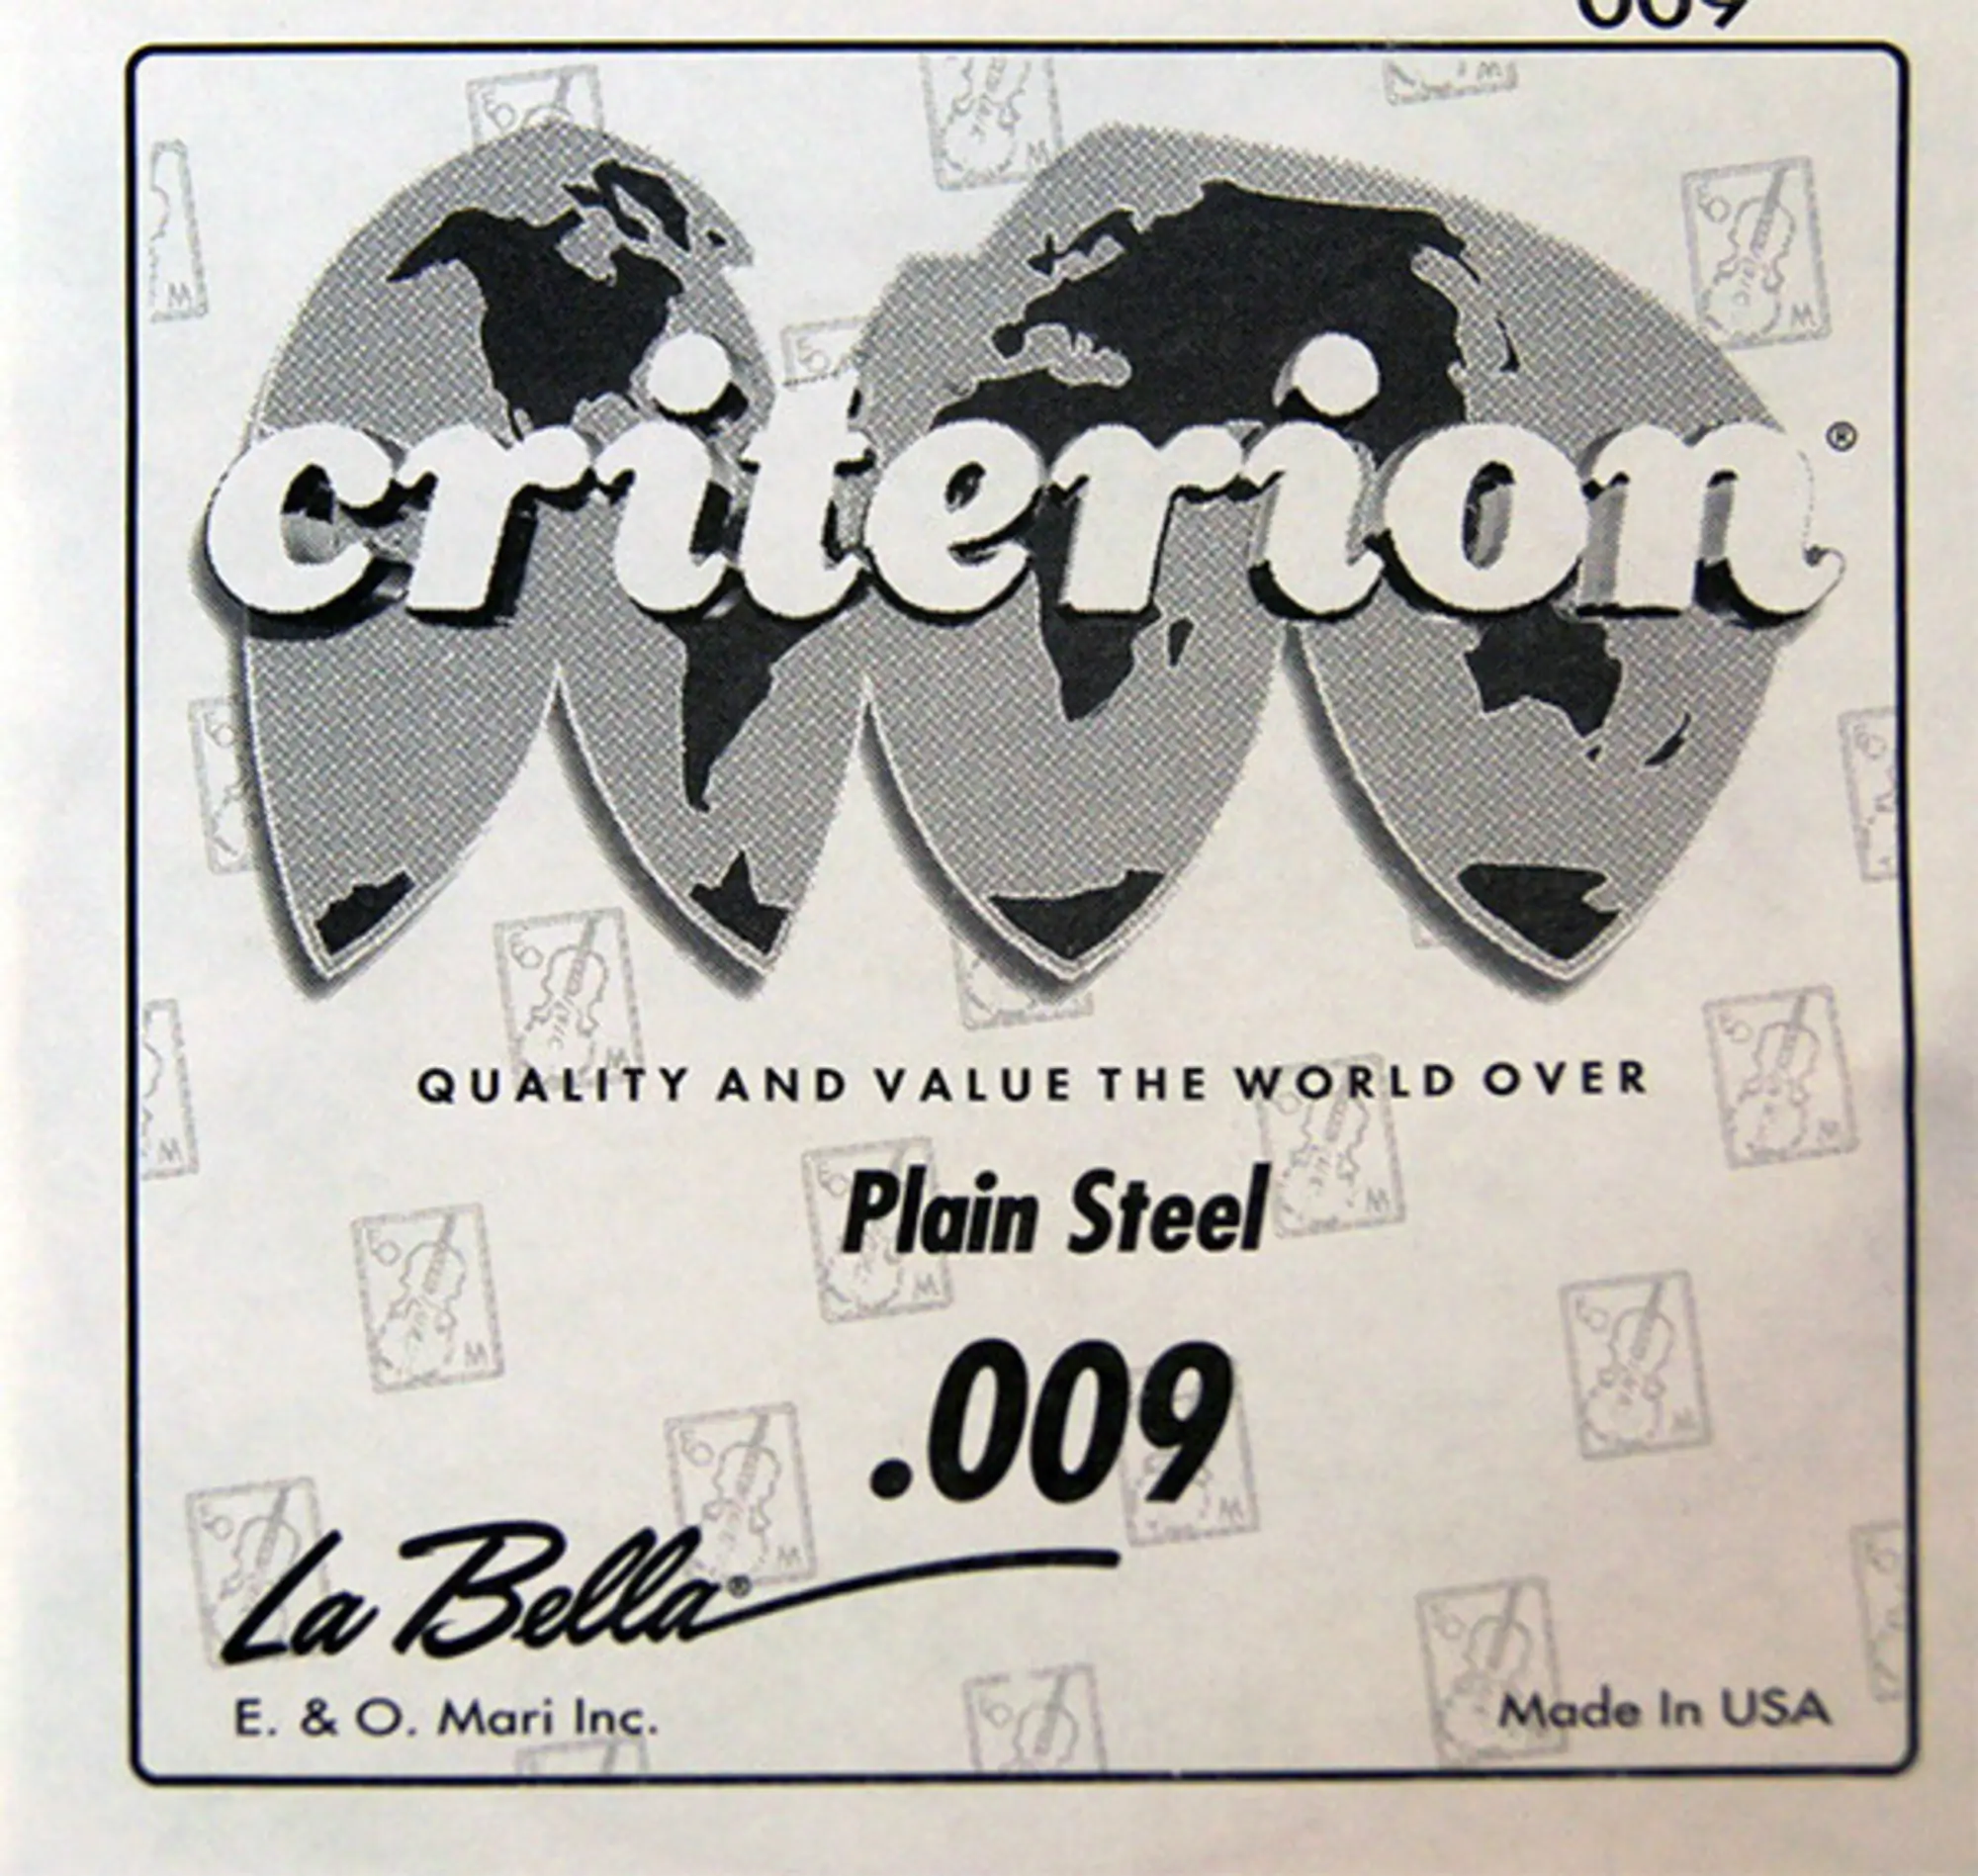 009
criterion®
QUALITY AND VALUE THE WORLD OVER
Plain Steel
.009
La Bella®
E. & O. Mari Inc.
Made In USA